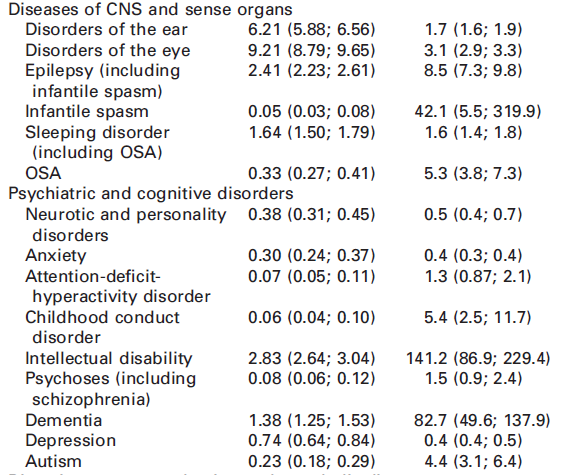 Diseases of CNS and sense organs
Disorders of the ear 6.21 (5.88; 6.56) 1.7 (1.6; 1.9)
Disorders of the eye 9.21 (8.79; 9.65) 3.1 (2.9; 3.3)
Epilepsy (including 2.41 (2.23; 2.61) 8.5 (7.3; 9.8)
infantile spasm)
Infantile spasm 0.05 (0.03; 0.08) 42.1 (5.5; 319.9)
Sleeping disorder 1.64 (1.50; 1.79) 1.6 (1.4; 1.8)
(including OSA)
OSA 0.33 (0.27; 0.41) 5.3 (3.8; 7.3)
Psychiatric and cognitive disorders
Neurotic and personality 0.38 (0.31; 0.45) 0.5 (0.4; 0.7)
disorders
Anxiety 0.30 (0.24; 0.37) 0.4 (0.3; 0.4)
Attention-deficit- 0.07 (0.05; 0.11) 1.3 (0.87; 2.1)
hyperactivity disorder
Childhood conduct 0.06 (0.04; 0.10) 5.4 (2.5; 11.7)
disorder
Intellectual disability 2.83 (2.64; 3.04) 141.2 (86.9; 229.4)
Psychoses (including 0.08 (0.06; 0.12) 1.5 (0.9; 2.4)
schizophrenia)
Dementia 1.38 (1.25; 1.53) 82.7 (49.6; 137.9)
Depression 0.74 (0.64; 0.84) 0.4 (0.4; 0.5)
Autism 0.23 (0.18; 0.29) 4.4 (3.1; 6.4)